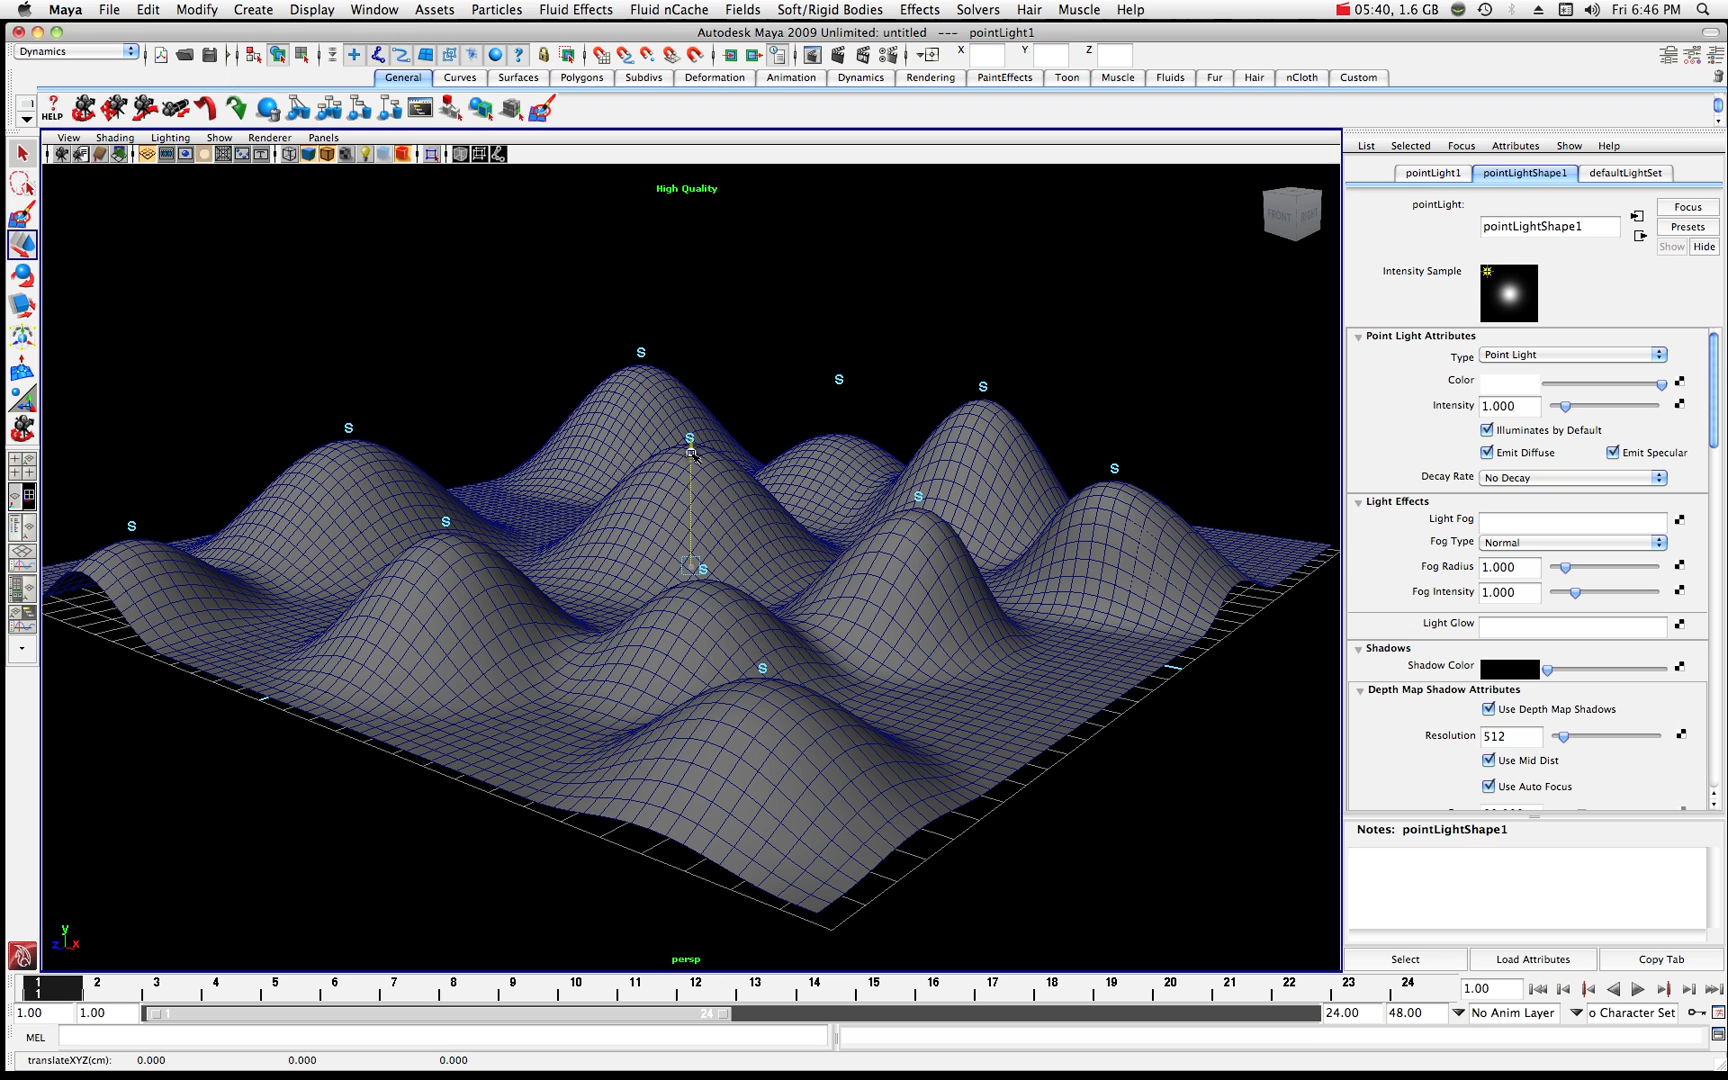 Maya File Edit Modify Create Display Window Assets Particles Fluid Effects Fluid nCache Fields Soft/Rigid Bodies Effects Solvers Hair Muscle Help 05:40, 1.6 GB Fri 6:46 PM
Autodesk Maya 2009 Unlimited: untitled --- pointLight1
Dynamics X Y Z
General Curves Surfaces Polygons Subdivs Deformation Animation Dynamics Rendering PaintEffects Toon Muscle Fluids Fur Hair nCloth Custom
? HELP
View Shading Lighting Show Renderer Panels
List Selected Focus Attributes Show Help
High Quality
FRONT RIGHT
S
S
S
S
S
S
S
S
S
S
S
S
y
z x
persp
pointLight1 pointLightShape1 defaultLightSet
pointLight: pointLightShape1
Focus
Presets
Show Hide
Intensity Sample
Point Light Attributes
Type Point Light
Color
Intensity 1.000
Illuminates by Default
Emit Diffuse Emit Specular
Decay Rate No Decay
Light Effects
Light Fog
Fog Type Normal
Fog Radius 1.000
Fog Intensity 1.000
Light Glow
Shadows
Shadow Color
Depth Map Shadow Attributes
Use Depth Map Shadows
Resolution 512
Use Mid Dist
Use Auto Focus
Notes: pointLightShape1
Select Load Attributes Copy Tab
1 2 3 4 5 6 7 8 9 10 11 12 13 14 15 16 17 18 19 20 21 22 23 24 1.00
1
1.00 1.00 1 24 24.00 48.00 No Anim Layer o Character Set
MEL
translateXYZ(cm): 0.000 0.000 0.000